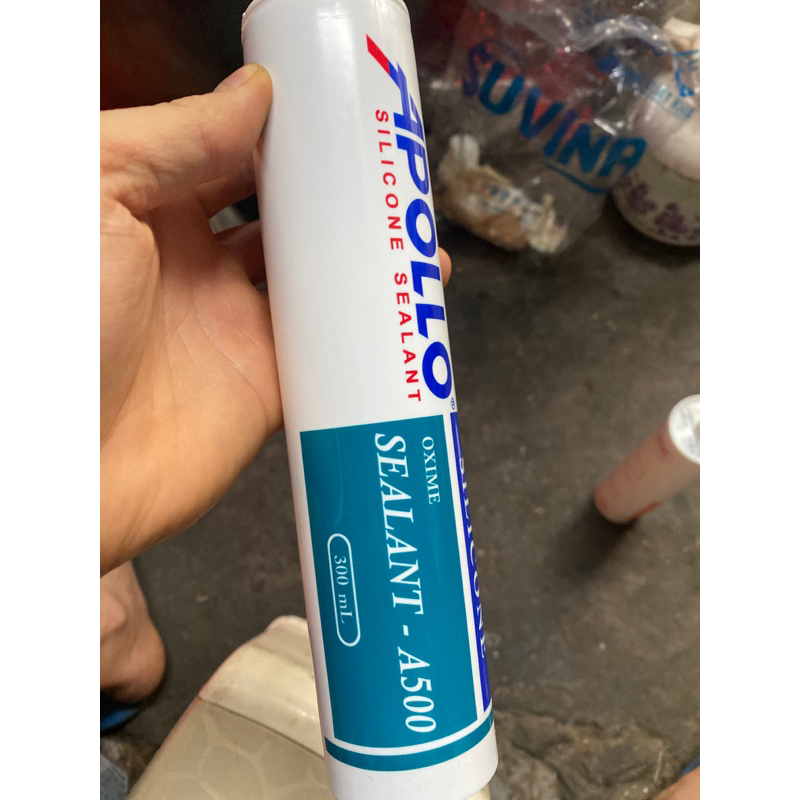 APOLLO®
SILICONE SEALANT
OXIME
SEALANT - A500
300 mL
SILICONE
SUVINA